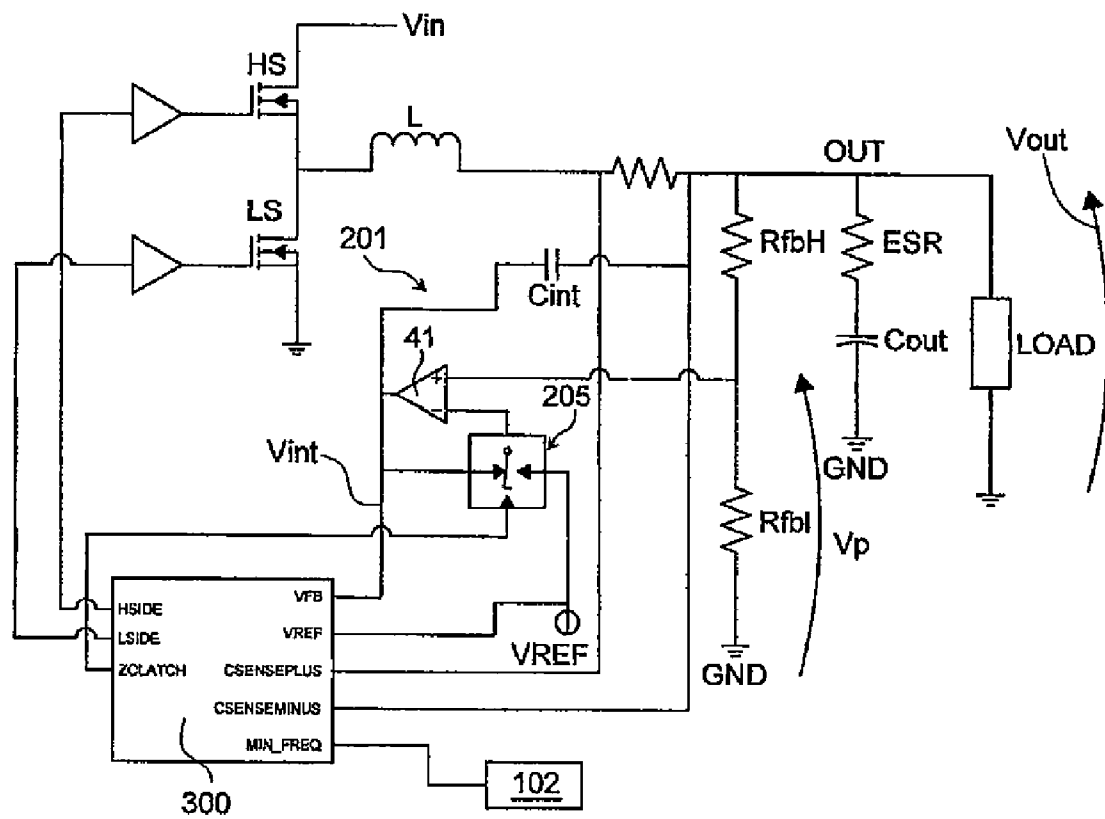 Vin
HS
L
OUT
Vout
LS
201
RfbH
ESR
Cint
41
Cout
LOAD
205
Vint
GND
Rfbl
Vp
HSIDE
VFB
LSIDE
VREF
VREF
ZCLATCH
CSENSEPLUS
GND
CSENSEMINUS
MIN_FREQ
300
102